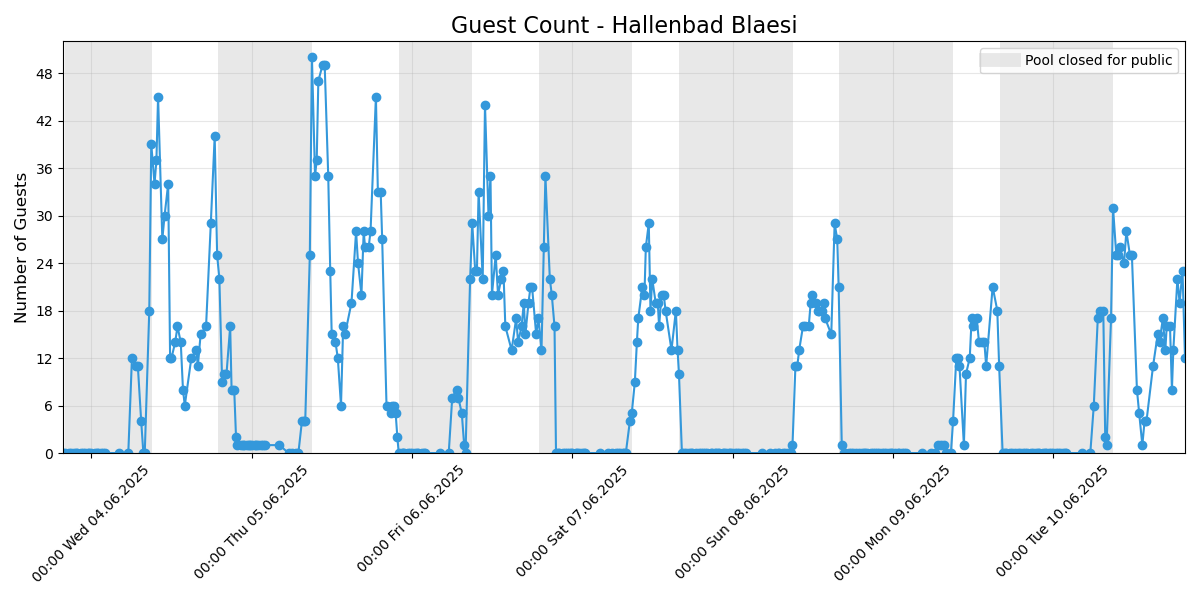 Guest Count - Hallenbad Blaesi
Pool closed for public
Number of Guests
48
42
36
30
24
18
12
6
0
00:00 Wed 04.06.2025
00:00 Thu 05.06.2025
00:00 Fri 06.06.2025
00:00 Sat 07.06.2025
00:00 Sun 08.06.2025
00:00 Mon 09.06.2025
00:00 Tue 10.06.2025